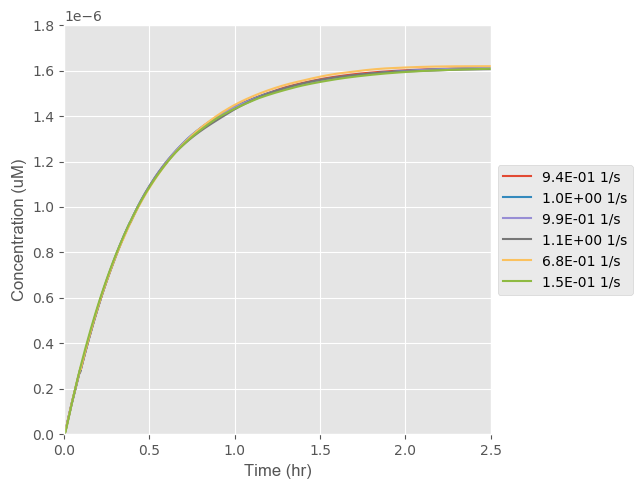 1e−6
1.8
1.6
1.4
1.2
1.0
0.8
0.6
0.4
0.2
0.0
Concentration (uM)
0.0 0.5 1.0 1.5 2.0 2.5
Time (hr)
9.4E-01 1/s
1.0E+00 1/s
9.9E-01 1/s
1.1E+00 1/s
6.8E-01 1/s
1.5E-01 1/s